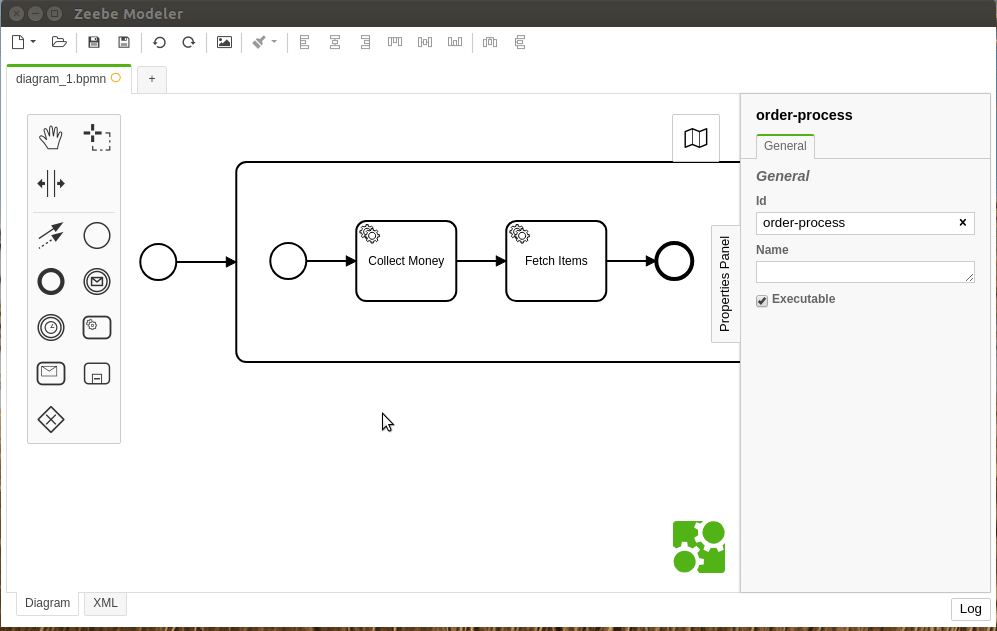 Zeebe Modeler
diagram_1.bpmn
+
order-process
General
General
Id
order-process
Name
Executable
Collect Money
Fetch Items
Properties Panel
Diagram
XML
Log